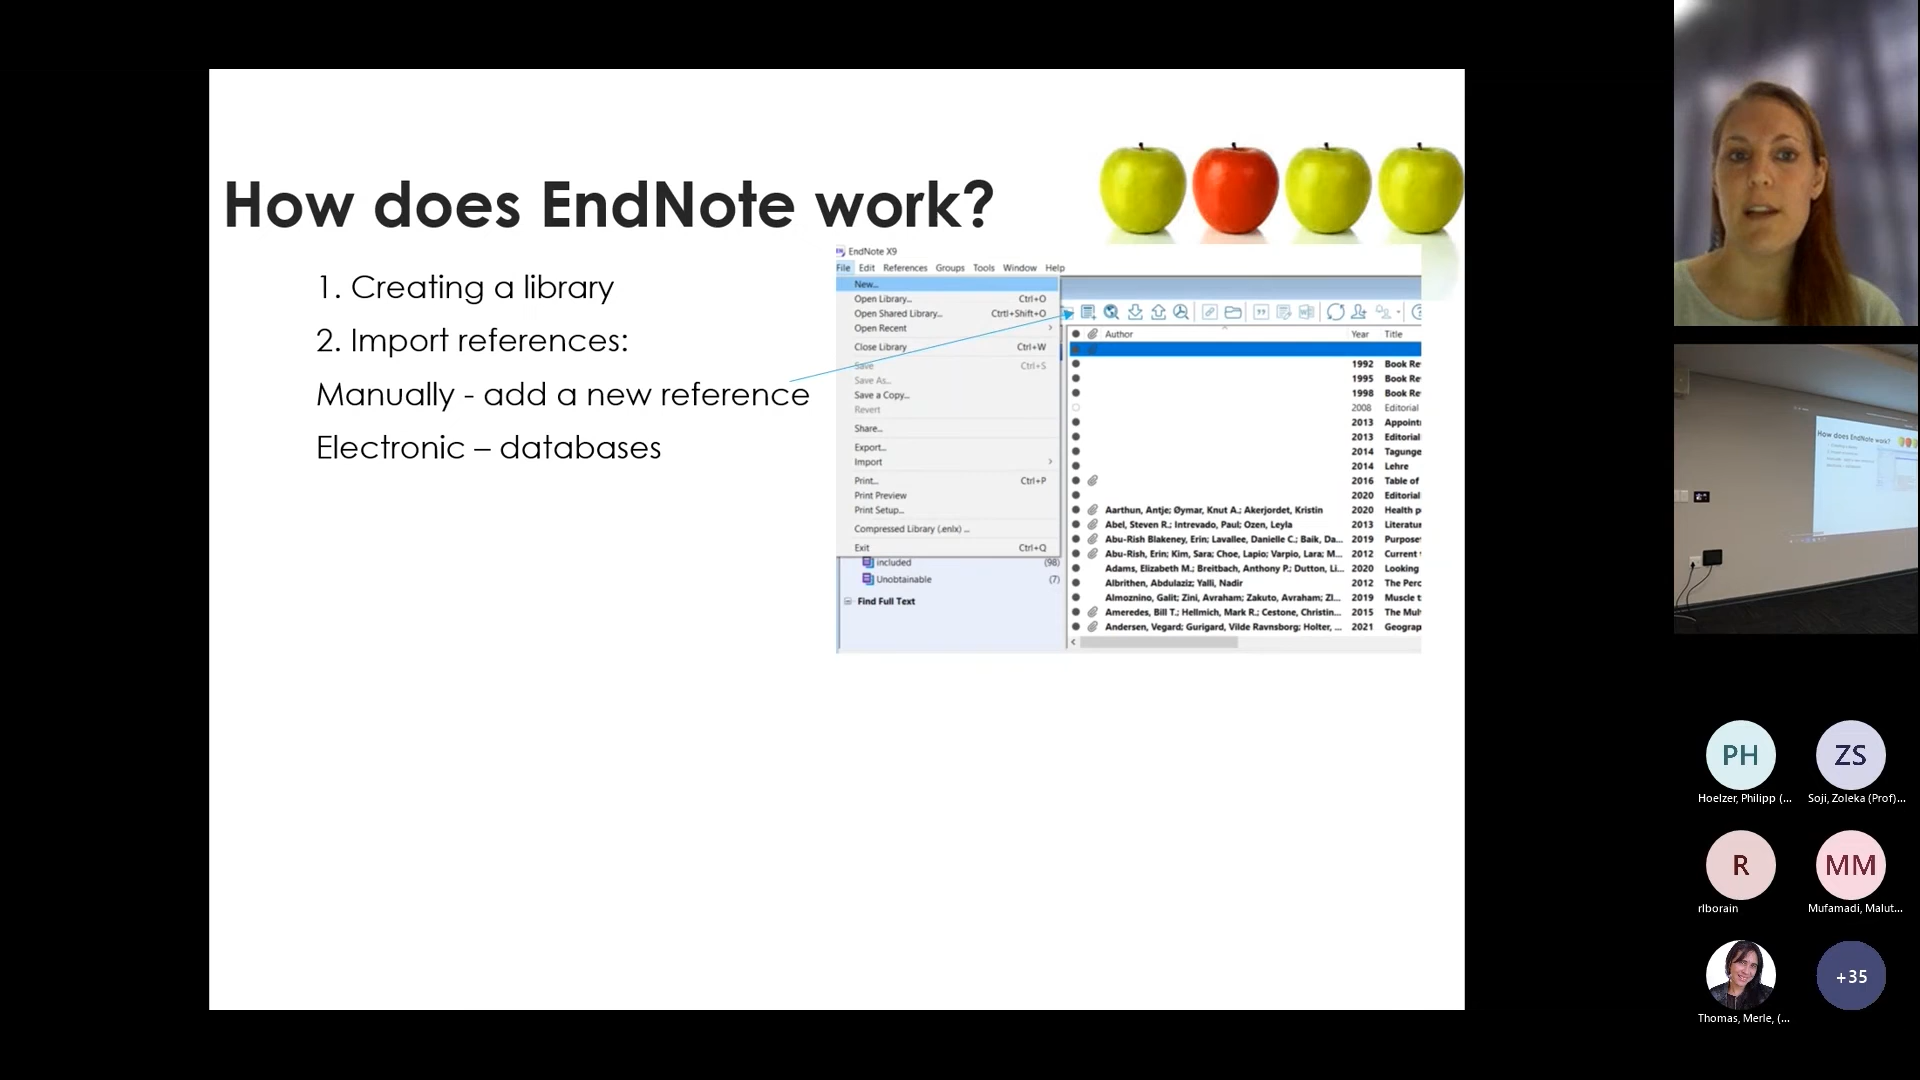 How does EndNote work?
1. Creating a library
2. Import references:
Manually - add a new reference
Electronic – databases
EndNote X9
File Edit References Groups Tools Window Help
New...
Open Library... Ctrl+O
Open Shared Library... Ctrl+Shift+O
Open Recent
Close Library Ctrl+W
Save Ctrl+S
Save As...
Save a Copy...
Revert
Share...
Export...
Import
Print... Ctrl+P
Print Preview
Print Setup...
Compressed Library (.enlx) ...
Exit Ctrl+Q
included (98)
Unobtainable (7)
Find Full Text
Author Year Title
1992 Book Re
1995 Book Re
1998 Book Re
2008 Editorial
2013 Appoint
2013 Editorial
2014 Tagunge
2014 Lehre
2016 Table of
2020 Editorial
Aarthun, Antje; Øymar, Knut A.; Akerjordet, Kristin 2020 Health p
Abel, Steven R.; Intrevado, Paul; Ozen, Leyla 2013 Literatur
Abu-Rish Blakeney, Erin; Lavallee, Danielle C.; Baik, Da... 2019 Purpose
Abu-Rish, Erin; Kim, Sara; Choe, Lapio; Varpio, Lara; M... 2012 Current
Adams, Elizabeth M.; Breitbach, Anthony P.; Dutton, Li... 2020 Looking
Albrithen, Abdulaziz; Yalli, Nadir 2012 The Perc
Almoznino, Galit; Zini, Avraham; Zakuto, Avraham; Zl... 2019 Muscle t
Ameredes, Bill T.; Hellmich, Mark R.; Cestone, Christin... 2015 The Mul
Andersen, Vegard; Gurigard, Vilde Ravnsborg; Holter, ... 2021 Geograp
How does EndNote work?
PH
Hoelzer, Philipp (...
ZS
Soji, Zoleka (Prof)...
R
rlborain
MM
Mufamadi, Malut...
Thomas, Merle, (...
+35